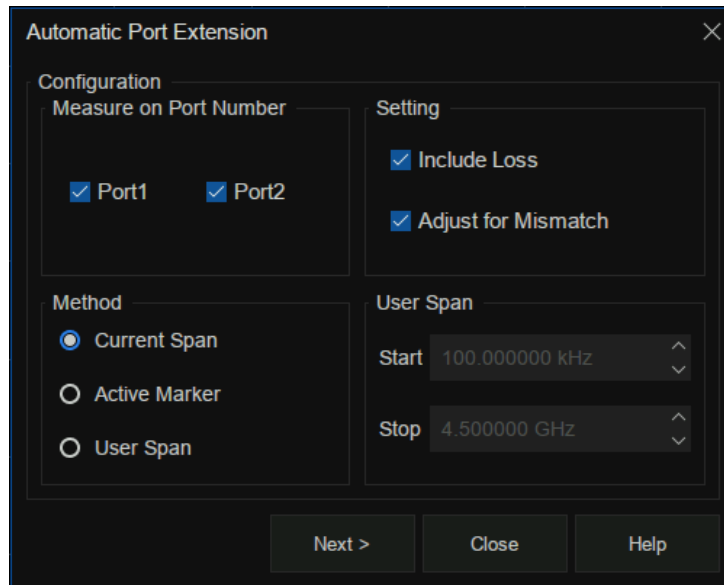 Automatic Port Extension
Configuration
Measure on Port Number
Port1
Port2
Setting
Include Loss
Adjust for Mismatch
Method
Current Span
Active Marker
User Span
User Span
Start 100.000000 kHz
Stop 4.500000 GHz
Next >
Close
Help